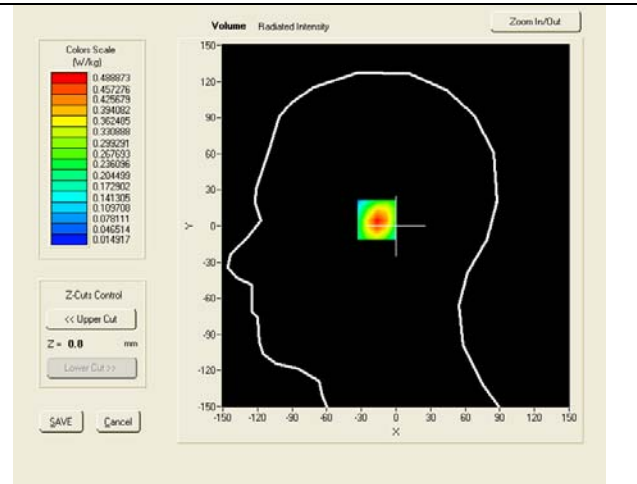 Volume Radiated Intensity
Zoom In/Out
Colors Scale
(W/kg)
0.488873
0.457276
0.425679
0.394082
0.362485
0.330888
0.299291
0.267693
0.236096
0.204499
0.172902
0.141305
0.109708
0.078111
0.046514
0.014917
Z-Cuts Control
<< Upper Cut
Z = 0.8 mm
Lower Cut >>
SAVE Cancel
150-
120-
90-
60-
30-
Y 0-
-30-
-60-
-90-
-120-
-150-
-150 -120 -90 -60 -30 0 30 60 90 120 150
X